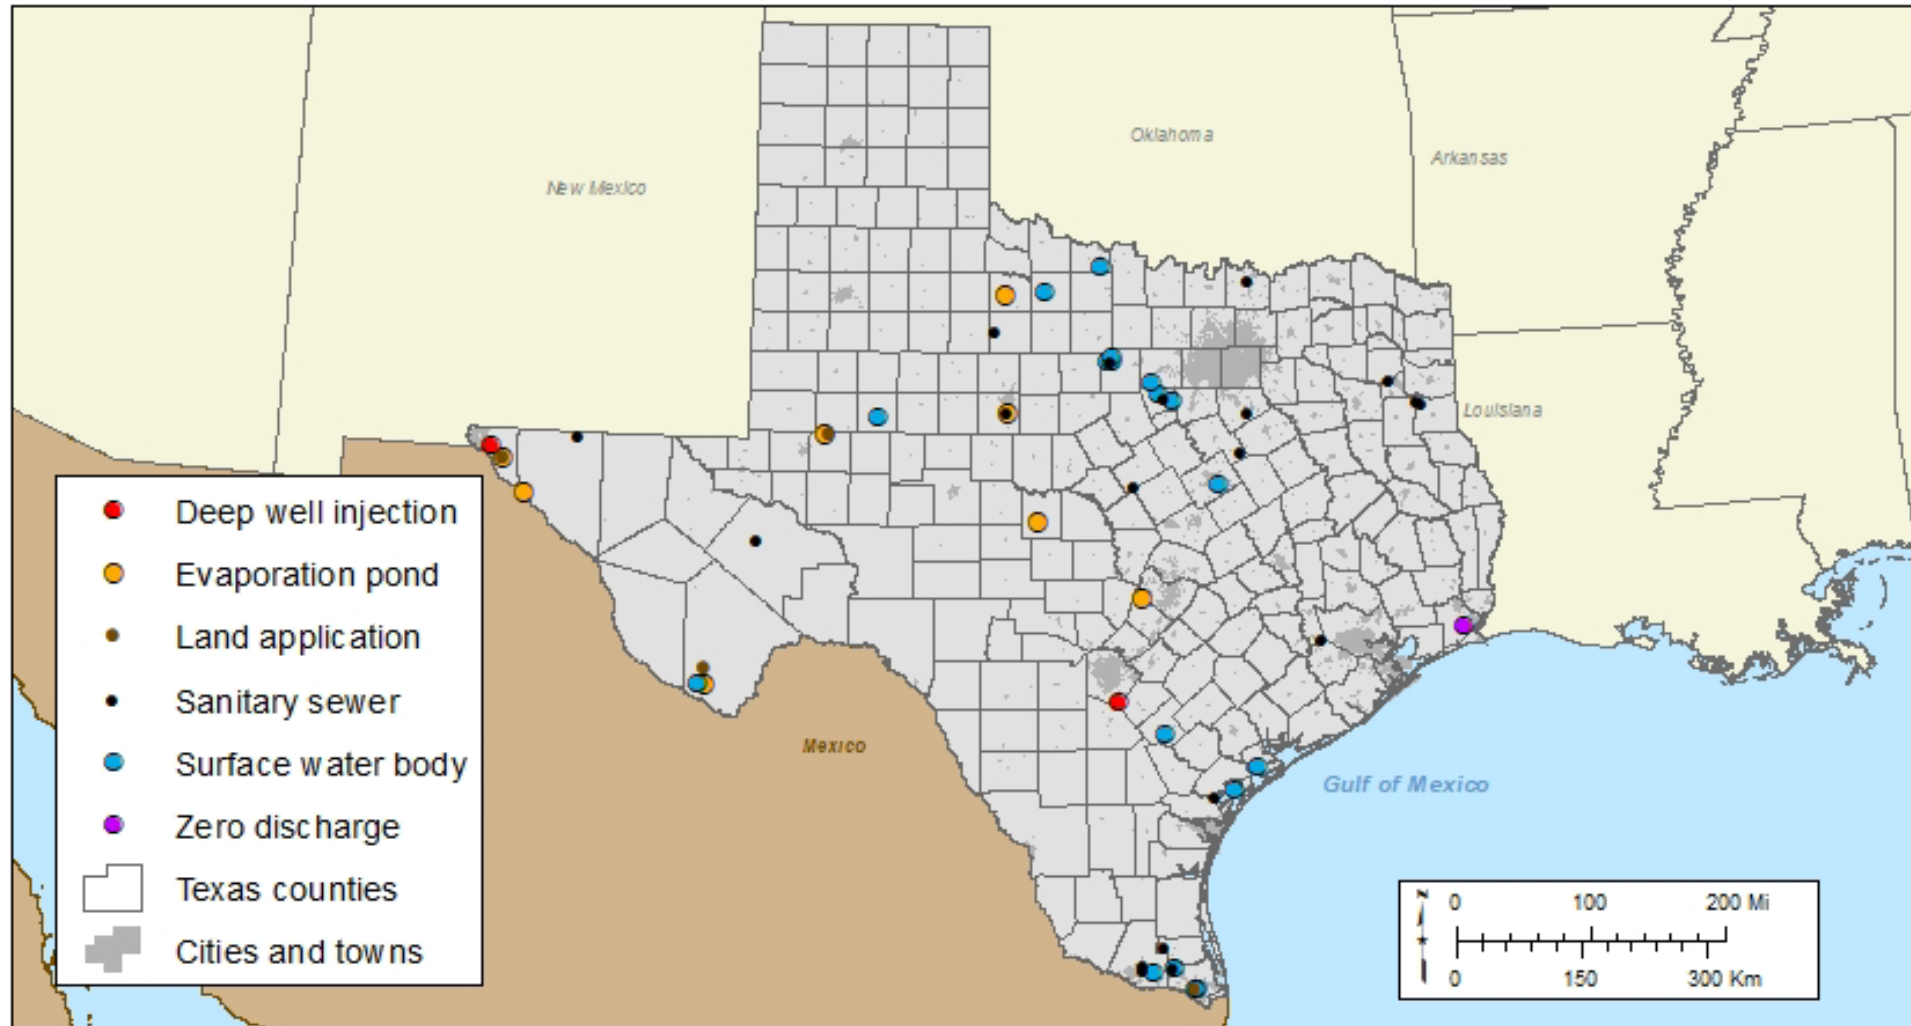 Oklahoma
Arkansas
New Mexico
Louisiana
Deep well injection
Evaporation pond
Land application
Sanitary sewer
Surface water body
Zero discharge
Texas counties
Cities and towns
Mexico
Gulf of Mexico
N
0 100 200 Mi
0 150 300 Km